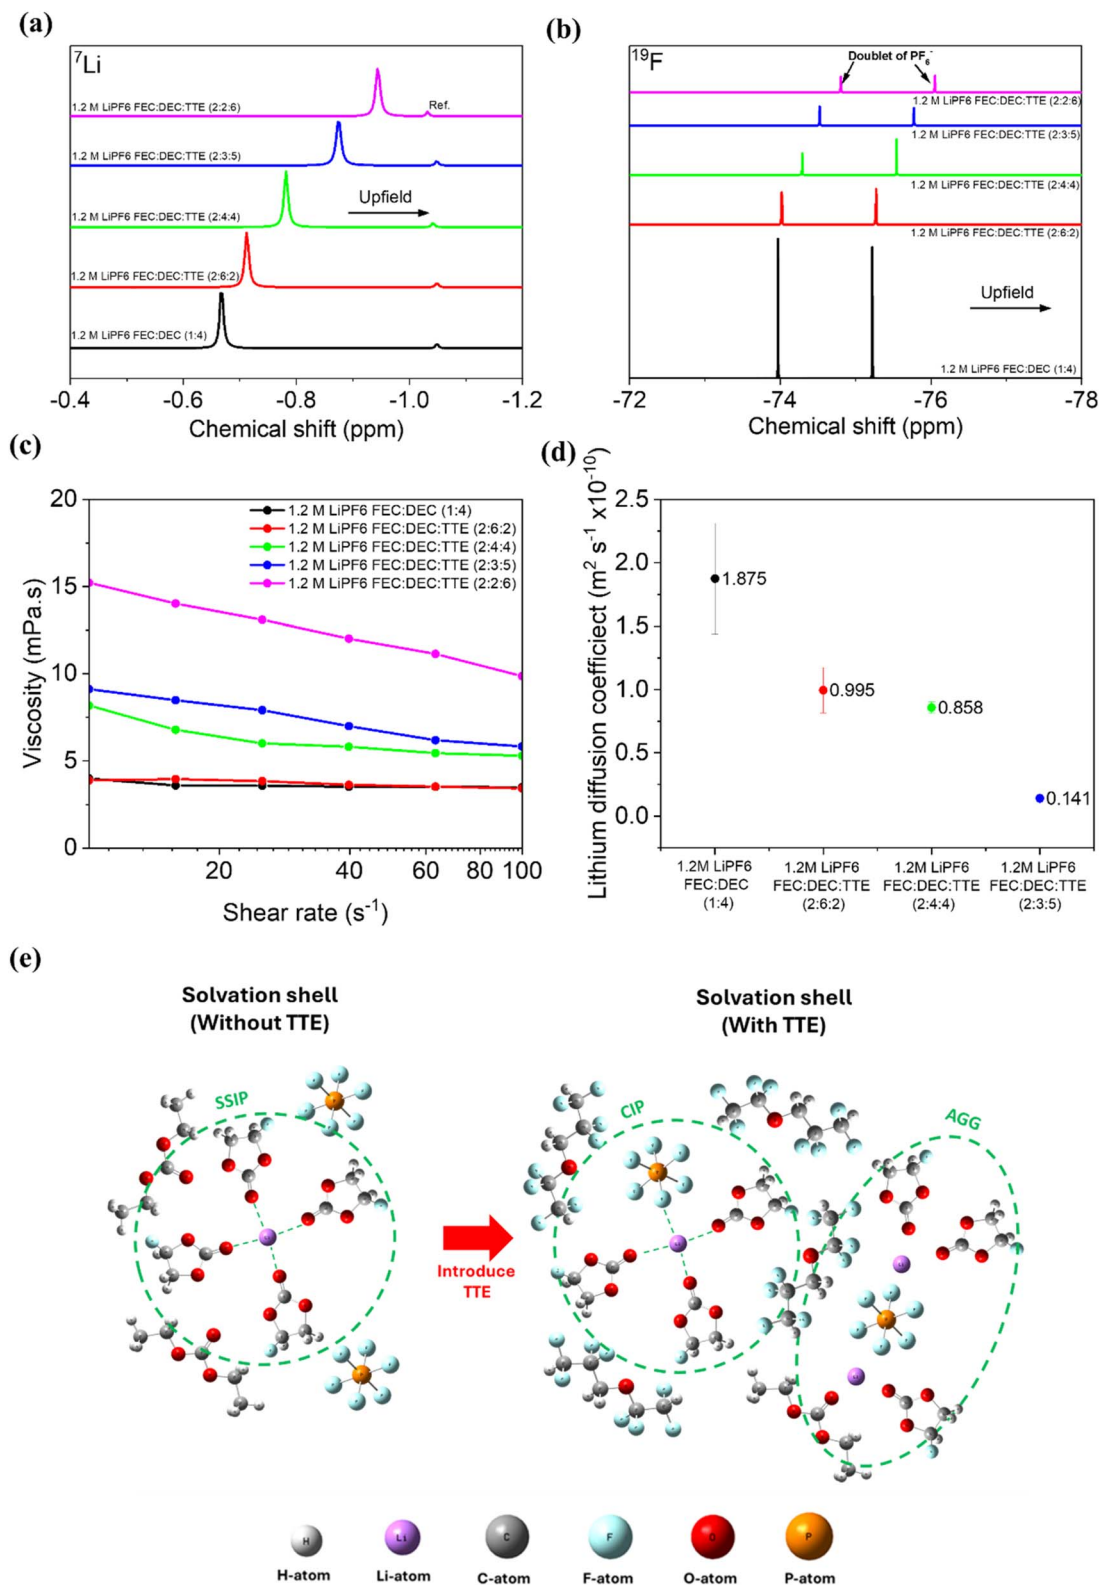 (a)
⁷Li
1.2 M LiPF6 FEC:DEC:TTE (2:2:6)
Ref.
1.2 M LiPF6 FEC:DEC:TTE (2:3:5)
1.2 M LiPF6 FEC:DEC:TTE (2:4:4)
Upfield
1.2 M LiPF6 FEC:DEC:TTE (2:6:2)
1.2 M LiPF6 FEC:DEC (1:4)
-0.4 -0.6 -0.8 -1.0 -1.2
Chemical shift (ppm)
(b)
¹⁹F
Doublet of PF₆⁻
1.2 M LiPF6 FEC:DEC:TTE (2:2:6)
1.2 M LiPF6 FEC:DEC:TTE (2:3:5)
1.2 M LiPF6 FEC:DEC:TTE (2:4:4)
1.2 M LiPF6 FEC:DEC:TTE (2:6:2)
Upfield
1.2 M LiPF6 FEC:DEC (1:4)
-72 -74 -76 -78
Chemical shift (ppm)
(c)
Viscosity (mPa.s)
20
15
10
5
0
1.2 M LiPF6 FEC:DEC (1:4)
1.2 M LiPF6 FEC:DEC:TTE (2:6:2)
1.2 M LiPF6 FEC:DEC:TTE (2:4:4)
1.2 M LiPF6 FEC:DEC:TTE (2:3:5)
1.2 M LiPF6 FEC:DEC:TTE (2:2:6)
20 40 60 80 100
Shear rate (s⁻¹)
(d)
Lithium diffusion coefficiect (m² s⁻¹ x10⁻¹⁰)
2.5
2.0
1.5
1.0
0.5
0.0
1.875
0.995
0.858
0.141
1.2M LiPF6
FEC:DEC
(1:4)
1.2M LiPF6
FEC:DEC:TTE
(2:6:2)
1.2M LiPF6
FEC:DEC:TTE
(2:4:4)
1.2M LiPF6
FEC:DEC:TTE
(2:3:5)
(e)
Solvation shell
(Without TTE)
SSIP
Introduce
TTE
Solvation shell
(With TTE)
CIP
AGG
H
Li
C
F
O
P
H-atom
Li-atom
C-atom
F-atom
O-atom
P-atom